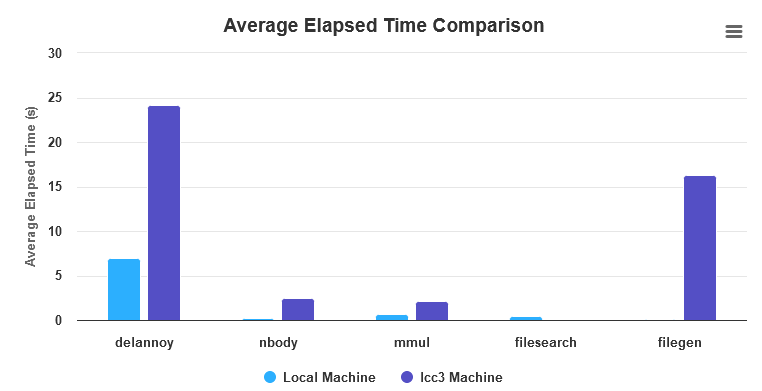 Average Elapsed Time Comparison
Average Elapsed Time (s)
30
25
20
15
10
5
0
delannoy nbody mmul filesearch filegen
Local Machine lcc3 Machine